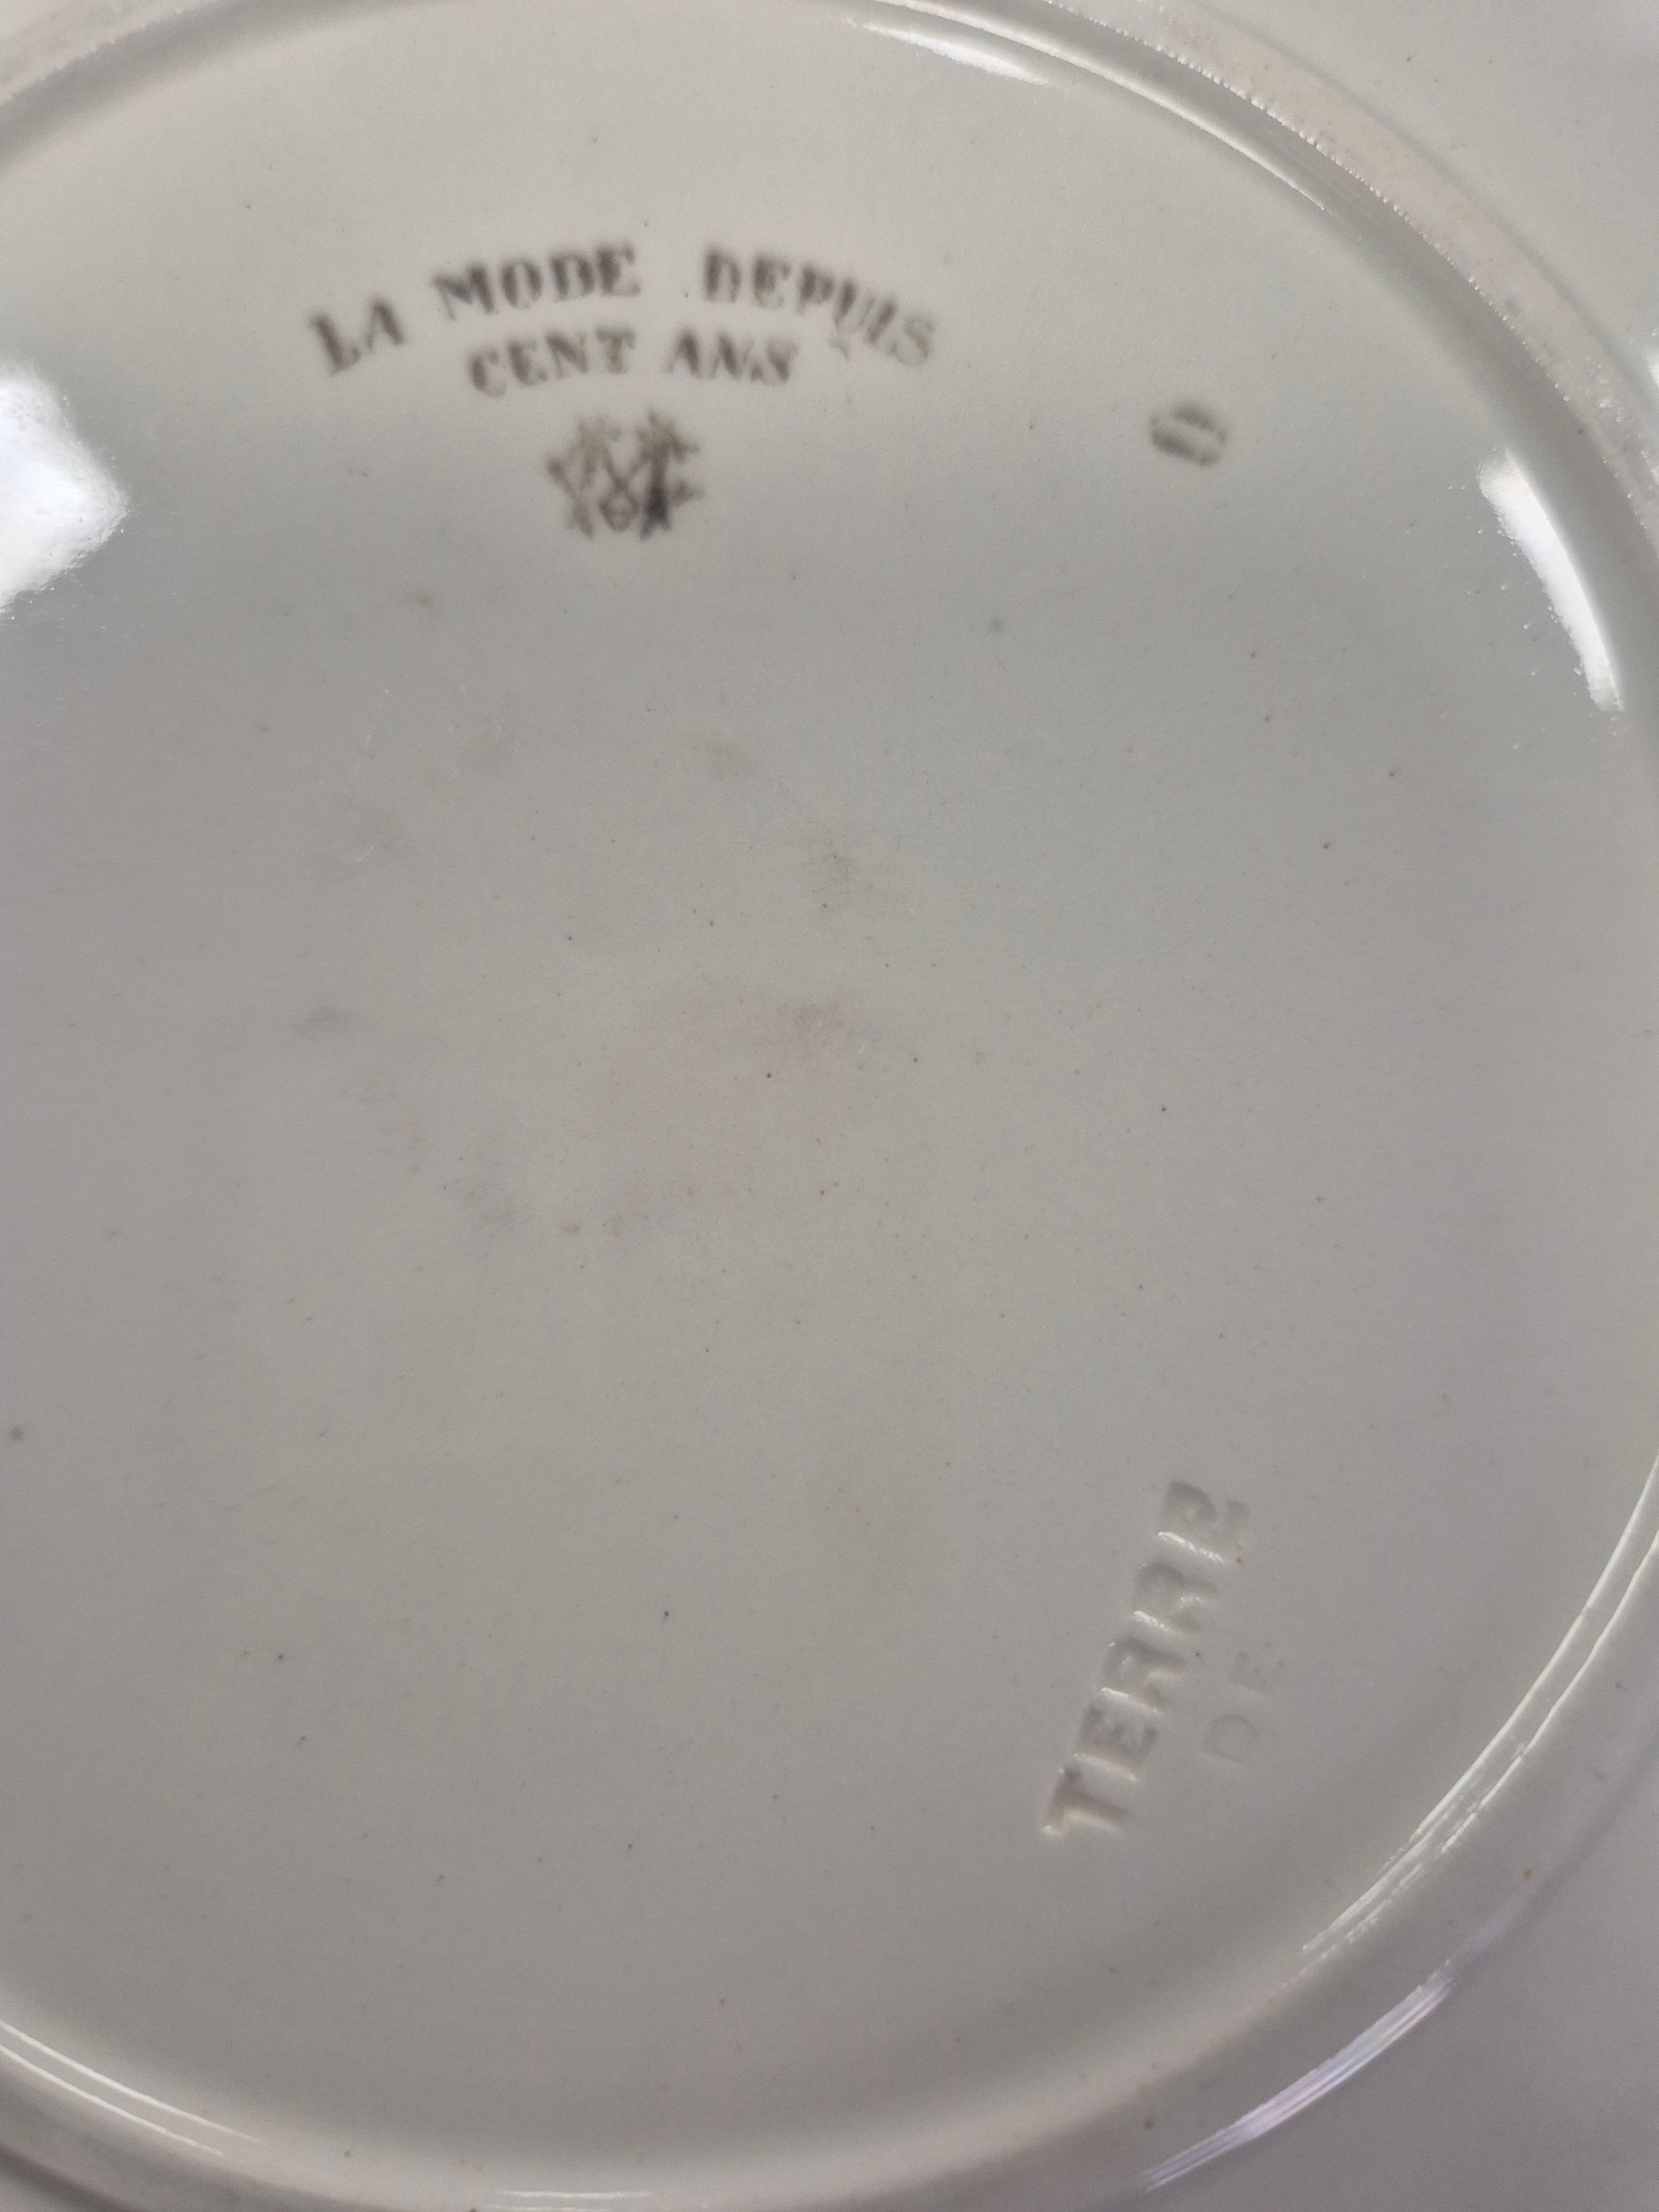 LA MODE DEPUIS
CENT ANS
TERRE
DE